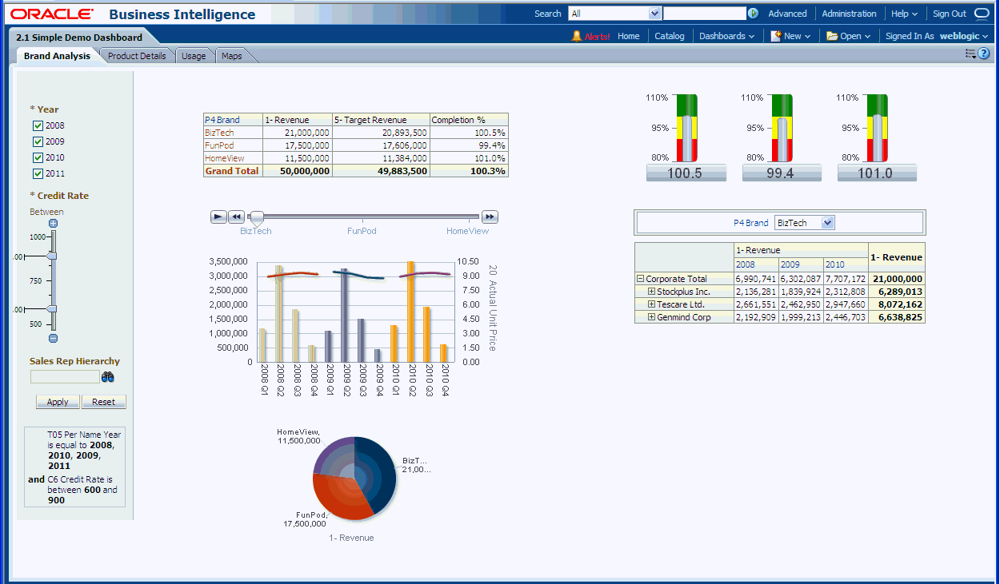 ORACLE Business Intelligence
Search All Advanced Administration Help Sign Out
2.1 Simple Demo Dashboard
Alerts! Home Catalog Dashboards New Open Signed In As weblogic
Brand Analysis Product Details Usage Maps
* Year
2008
2009
2010
2011
* Credit Rate
Between
1000
.00
750
.00
500
Sales Rep Hierarchy
Apply Reset
T05 Per Name Year
is equal to 2008,
2010, 2009,
2011
and C6 Credit Rate is
between 600 and
900
P4 Brand 1- Revenue 5- Target Revenue Completion %
BizTech 21,000,000 20,893,500 100.5%
FunPod 17,500,000 17,606,000 99.4%
HomeView 11,500,000 11,384,000 101.0%
Grand Total 50,000,000 49,883,500 100.3%
BizTech FunPod HomeView
3,500,000 10.50
3,000,000 9.00
2,500,000 7.50
2,000,000 6.00
1,500,000 4.50
1,000,000 3.00
500,000 1.50
0 0.00
20 Actual Unit Price
2008 Q1
2008 Q2
2008 Q3
2008 Q4
2009 Q1
2009 Q2
2009 Q3
2009 Q4
2010 Q1
2010 Q2
2010 Q3
2010 Q4
HomeView,
11,500,000
BizT...
21,00...
FunPod,
17,500,000
1- Revenue
110% 110% 110%
95% 95% 95%
80% 80% 80%
100.5 99.4 101.0
P4 Brand BizTech
1- Revenue 1- Revenue
2008 2009 2010
Corporate Total 6,990,741 6,302,087 7,707,172 21,000,000
Stockplus Inc. 2,136,281 1,839,924 2,312,808 6,289,013
Tescare Ltd. 2,661,551 2,462,950 2,947,660 8,072,162
Genmind Corp 2,192,909 1,999,213 2,446,703 6,638,825